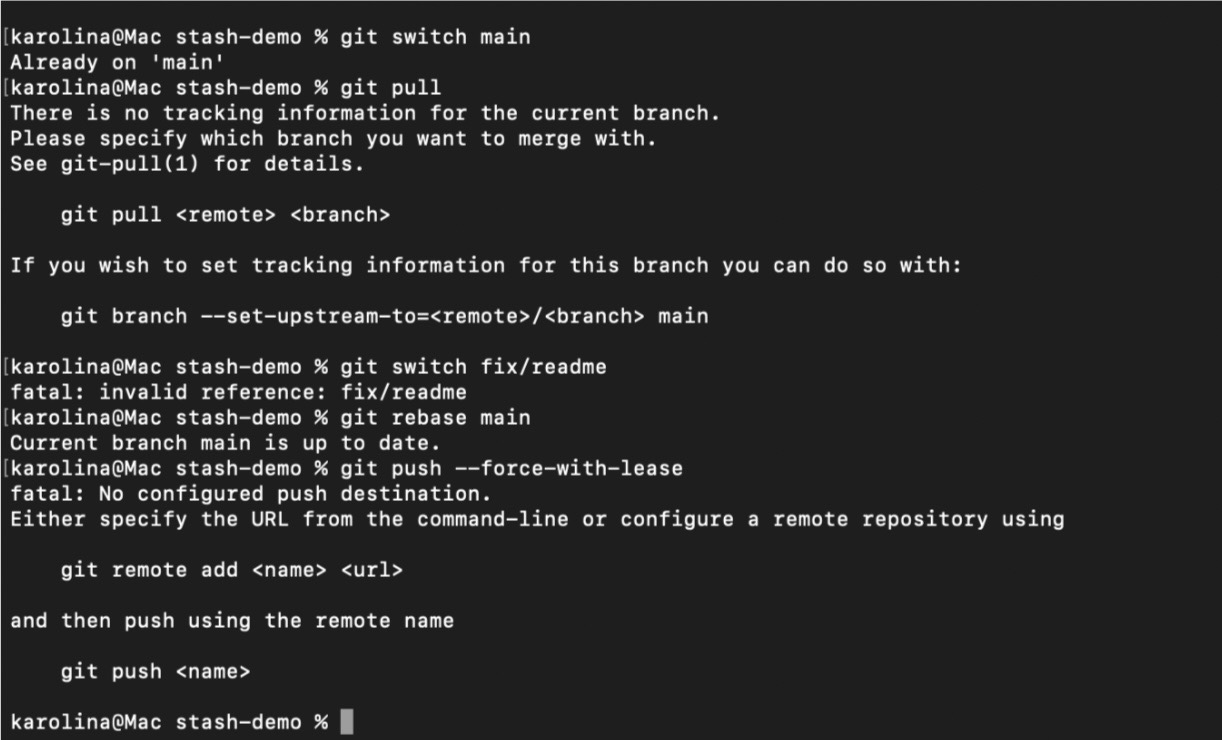 [karolina@Mac stash-demo % git switch main
Already on 'main'
[karolina@Mac stash-demo % git pull
There is no tracking information for the current branch.
Please specify which branch you want to merge with.
See git-pull(1) for details.

    git pull <remote> <branch>

If you wish to set tracking information for this branch you can do so with:

    git branch --set-upstream-to=<remote>/<branch> main

[karolina@Mac stash-demo % git switch fix/readme
fatal: invalid reference: fix/readme
[karolina@Mac stash-demo % git rebase main
Current branch main is up to date.
[karolina@Mac stash-demo % git push --force-with-lease
fatal: No configured push destination.
Either specify the URL from the command-line or configure a remote repository using

    git remote add <name> <url>

and then push using the remote name

    git push <name>

karolina@Mac stash-demo %